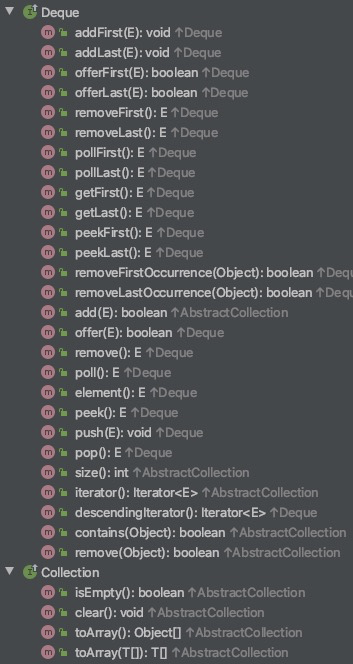 Deque
m addFirst(E): void ↑Deque
m addLast(E): void ↑Deque
m offerFirst(E): boolean ↑Deque
m offerLast(E): boolean ↑Deque
m removeFirst(): E ↑Deque
m removeLast(): E ↑Deque
m pollFirst(): E ↑Deque
m pollLast(): E ↑Deque
m getFirst(): E ↑Deque
m getLast(): E ↑Deque
m peekFirst(): E ↑Deque
m peekLast(): E ↑Deque
m removeFirstOccurrence(Object): boolean ↑Dequ
m removeLastOccurrence(Object): boolean ↑Dequ
m add(E): boolean ↑AbstractCollection
m offer(E): boolean ↑Deque
m remove(): E ↑Deque
m poll(): E ↑Deque
m element(): E ↑Deque
m peek(): E ↑Deque
m push(E): void ↑Deque
m pop(): E ↑Deque
m size(): int ↑AbstractCollection
m iterator(): Iterator<E> ↑AbstractCollection
m descendingIterator(): Iterator<E> ↑Deque
m contains(Object): boolean ↑AbstractCollection
m remove(Object): boolean ↑AbstractCollection
Collection
m isEmpty(): boolean ↑AbstractCollection
m clear(): void ↑AbstractCollection
m toArray(): Object[] ↑AbstractCollection
m toArray(T[]): T[] ↑AbstractCollection